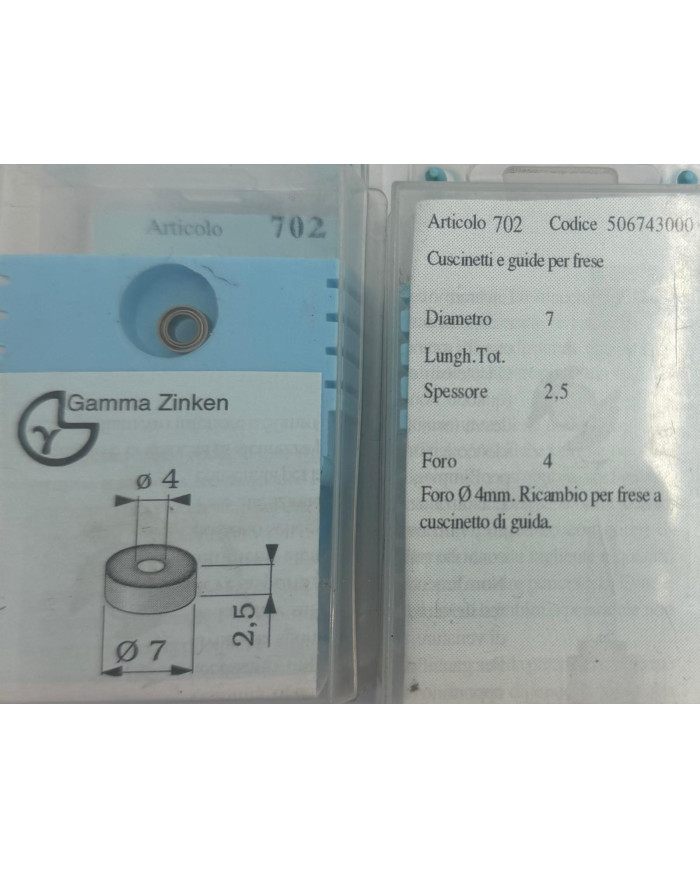 Articolo 702
Gamma Zinken
ø 4
2,5
Ø 7
Articolo 702 Codice 506743000
Cuscinetti e guide per frese
Diametro 7
Lungh.Tot.
Spessore 2,5
Foro 4
Foro Ø 4mm. Ricambio per frese a
cuscinetto di guida.